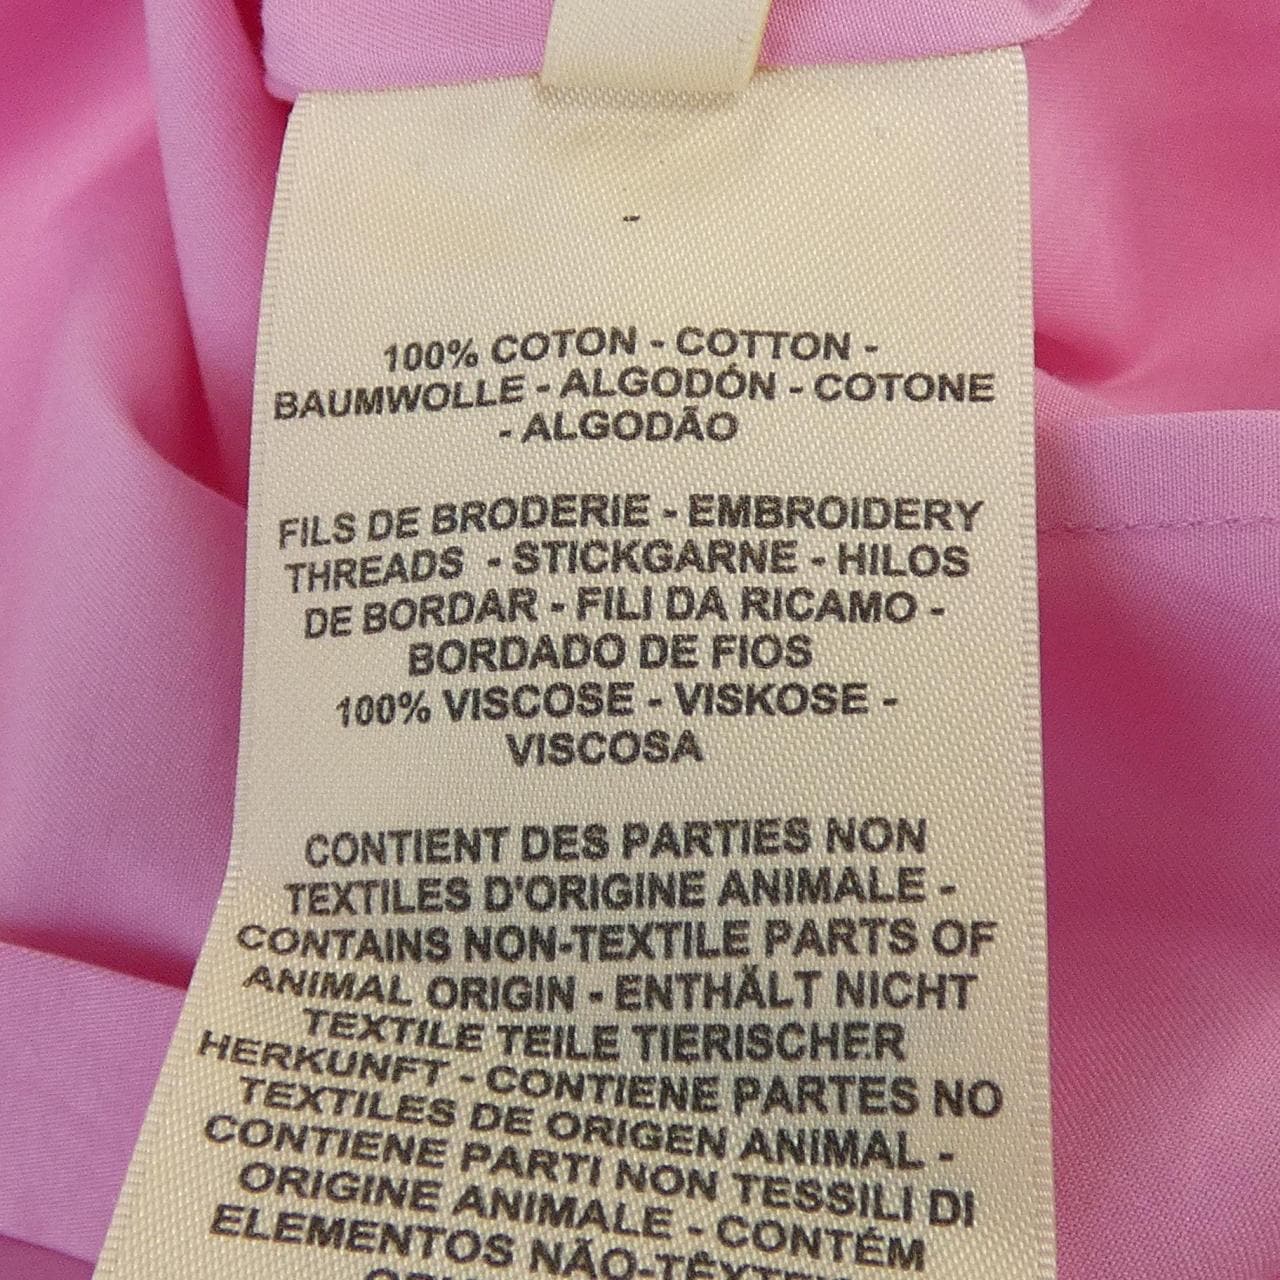 -
100% COTON - COTTON -
BAUMWOLLE - ALGODÓN - COTONE
- ALGODÃO
FILS DE BRODERIE - EMBROIDERY
THREADS - STICKGARNE - HILOS
DE BORDAR - FILI DA RICAMO -
BORDADO DE FIOS
100% VISCOSE - VISKOSE -
VISCOSA
CONTIENT DES PARTIES NON
TEXTILES D'ORIGINE ANIMALE -
CONTAINS NON-TEXTILE PARTS OF
ANIMAL ORIGIN - ENTHÄLT NICHT
TEXTILE TEILE TIERISCHER
HERKUNFT - CONTIENE PARTES NO
TEXTILES DE ORIGEN ANIMAL -
CONTIENE PARTI NON TESSILI DI
ORIGINE ANIMALE - CONTÉM
ELEMENTOS NÃO-TÊXTEIS